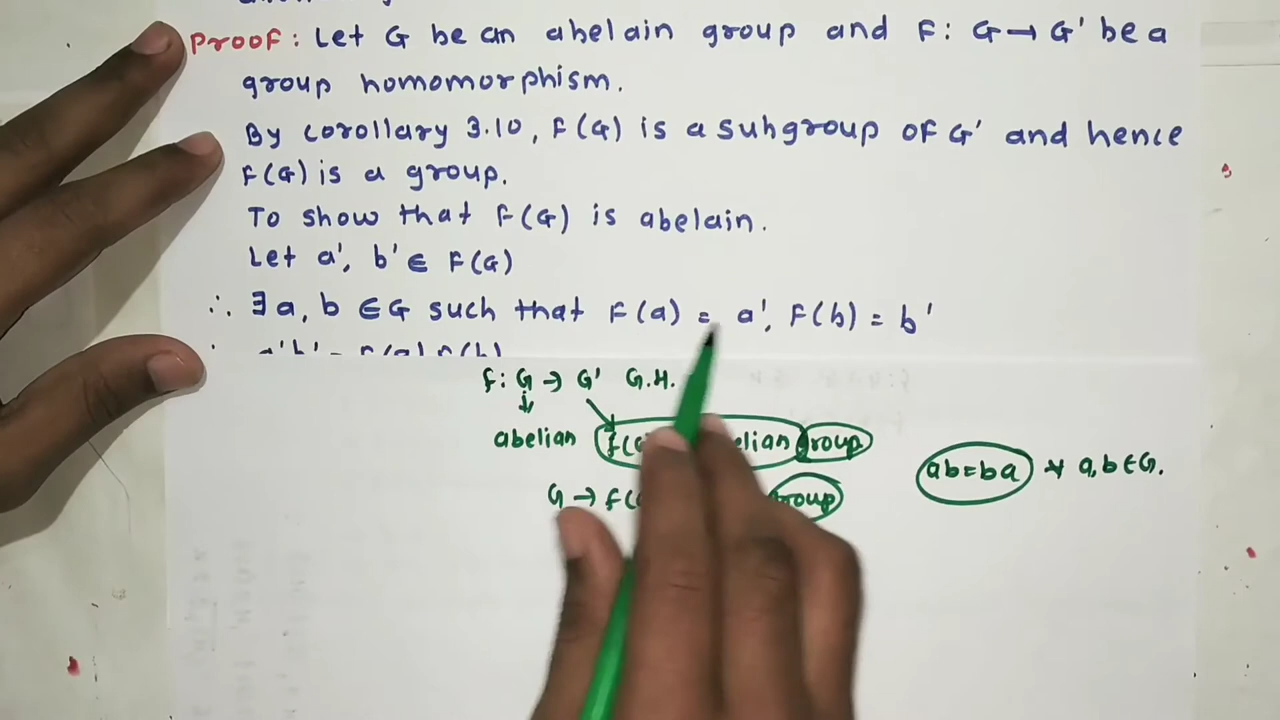 Proof: Let G be an abelain group and F: G→G' be a
group homomorphism.
By corollary 3.10, F(G) is a subgroup of G' and hence
F(G) is a group.
To show that F(G) is abelain.
Let a', b' ∈ F(G)
∴ ∃ a, b ∈ G such that F(a) = a', F(b) = b'
f: G → G' G.H.
abelian group
ab=ba ∀ a,b∈G.
G → group